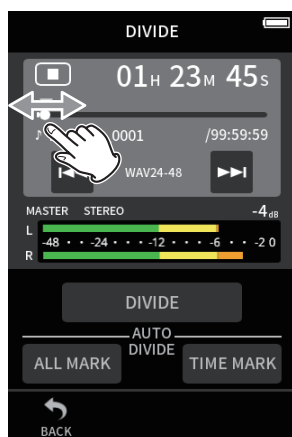 DIVIDE
01H 23M 45S
♪ 0001 /99:59:59
WAV24-48
MASTER STEREO -4dB
L
-48 · · -24 · · · -12 · · · -6 · · -2 0
R
DIVIDE
AUTO
DIVIDE
ALL MARK TIME MARK
BACK